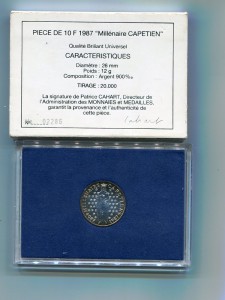 PIECE DE 10 F 1987 "Millénaire CAPETIEN"
Qualité Brillant Universel
CARACTERISTIQUES
Diamètre : 26 mm
Poids : 12 g
Composition : Argent 900‰
TIRAGE : 20.000
La signature de Patrice CAHART, Directeur de
l'Administration des MONNAIES et MEDAILLES,
garantit la provenance et l'authenticité de
cette pièce.
Cahart